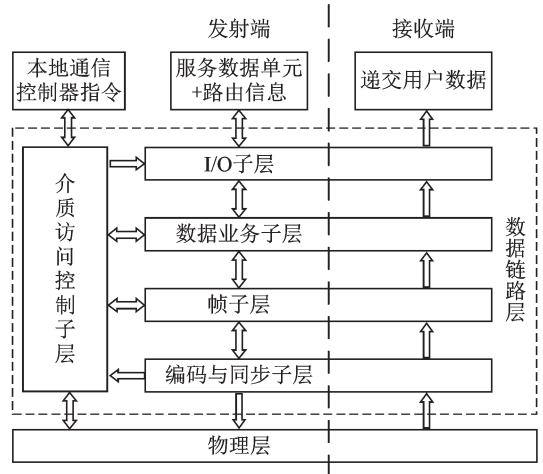 发射端
接收端
本地通信
控制器指令
服务数据单元
+路由信息
递交用户数据
I/O子层
介质访问控制子层
数据业务子层
数据链路层
帧子层
编码与同步子层
物理层